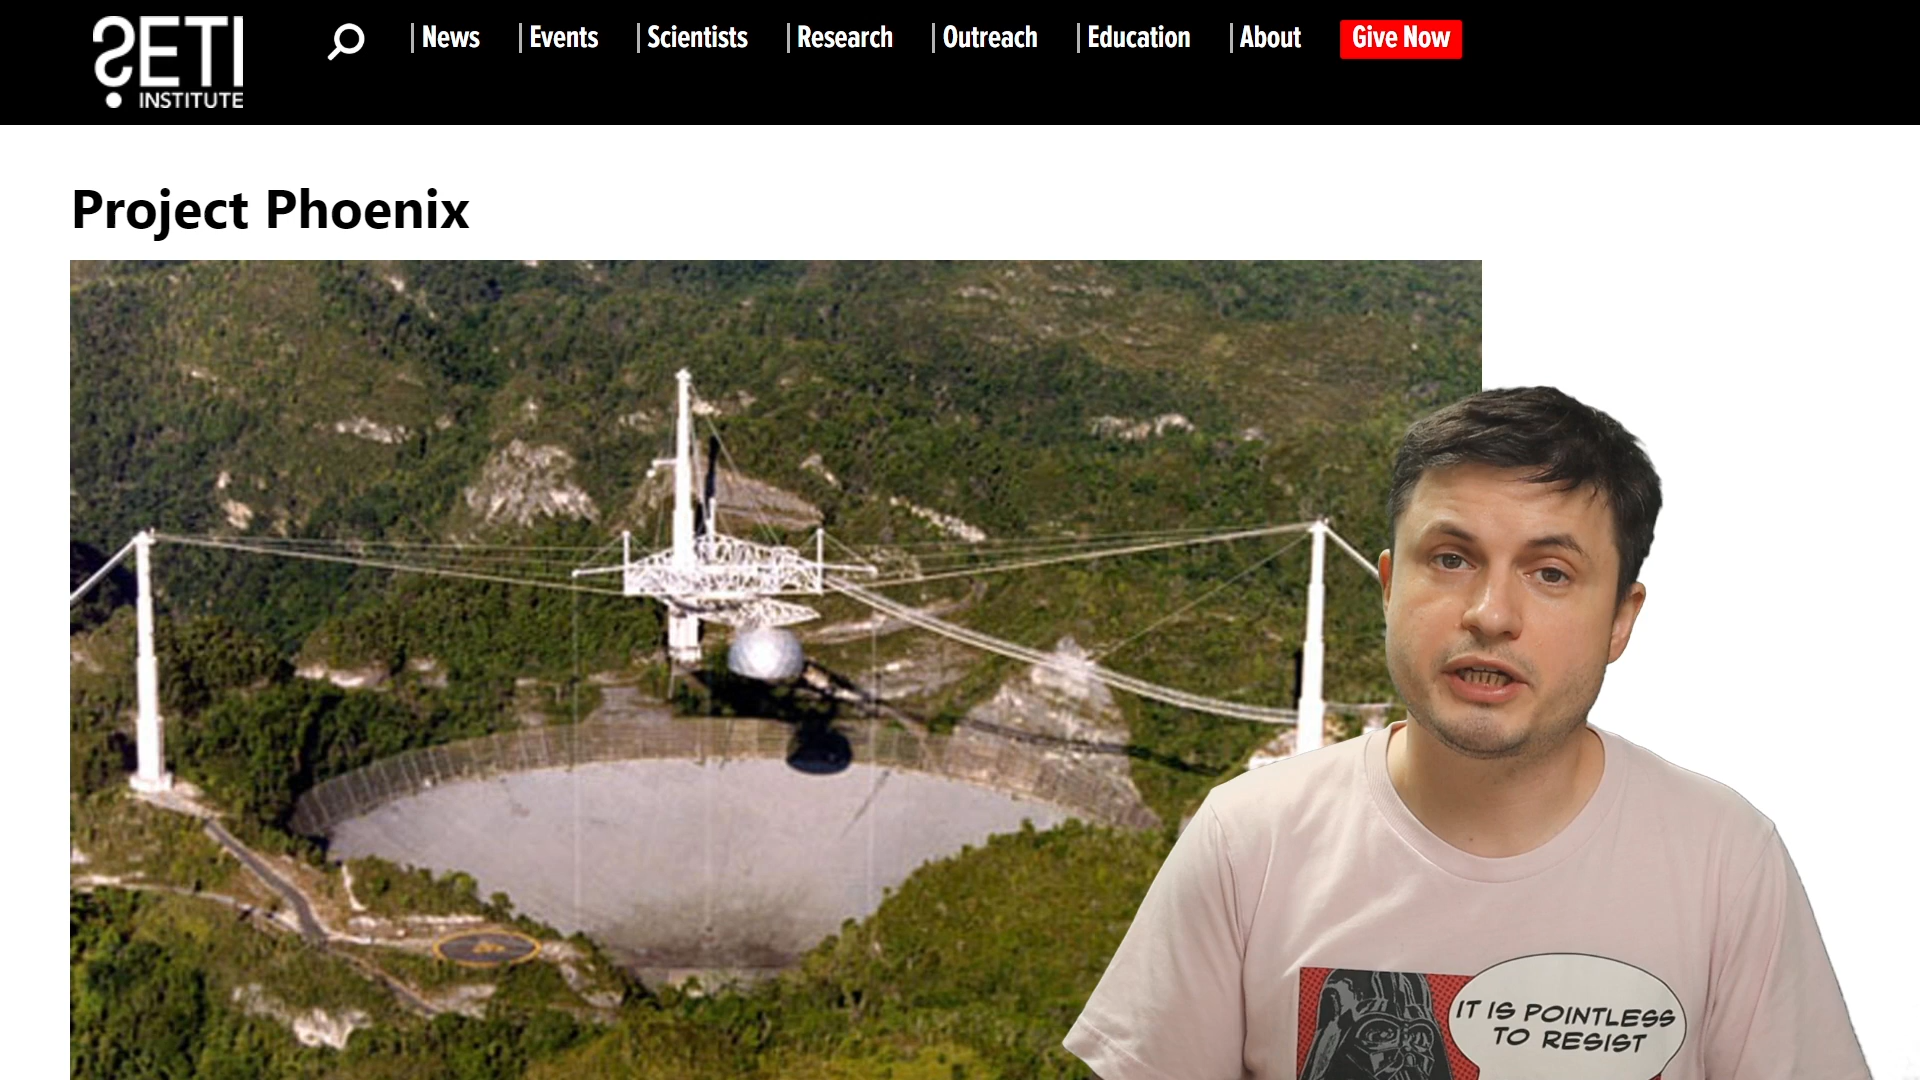 SETI
INSTITUTE
News
Events
Scientists
Research
Outreach
Education
About
Give Now
Project Phoenix
IT IS POINTLESS
TO RESIST